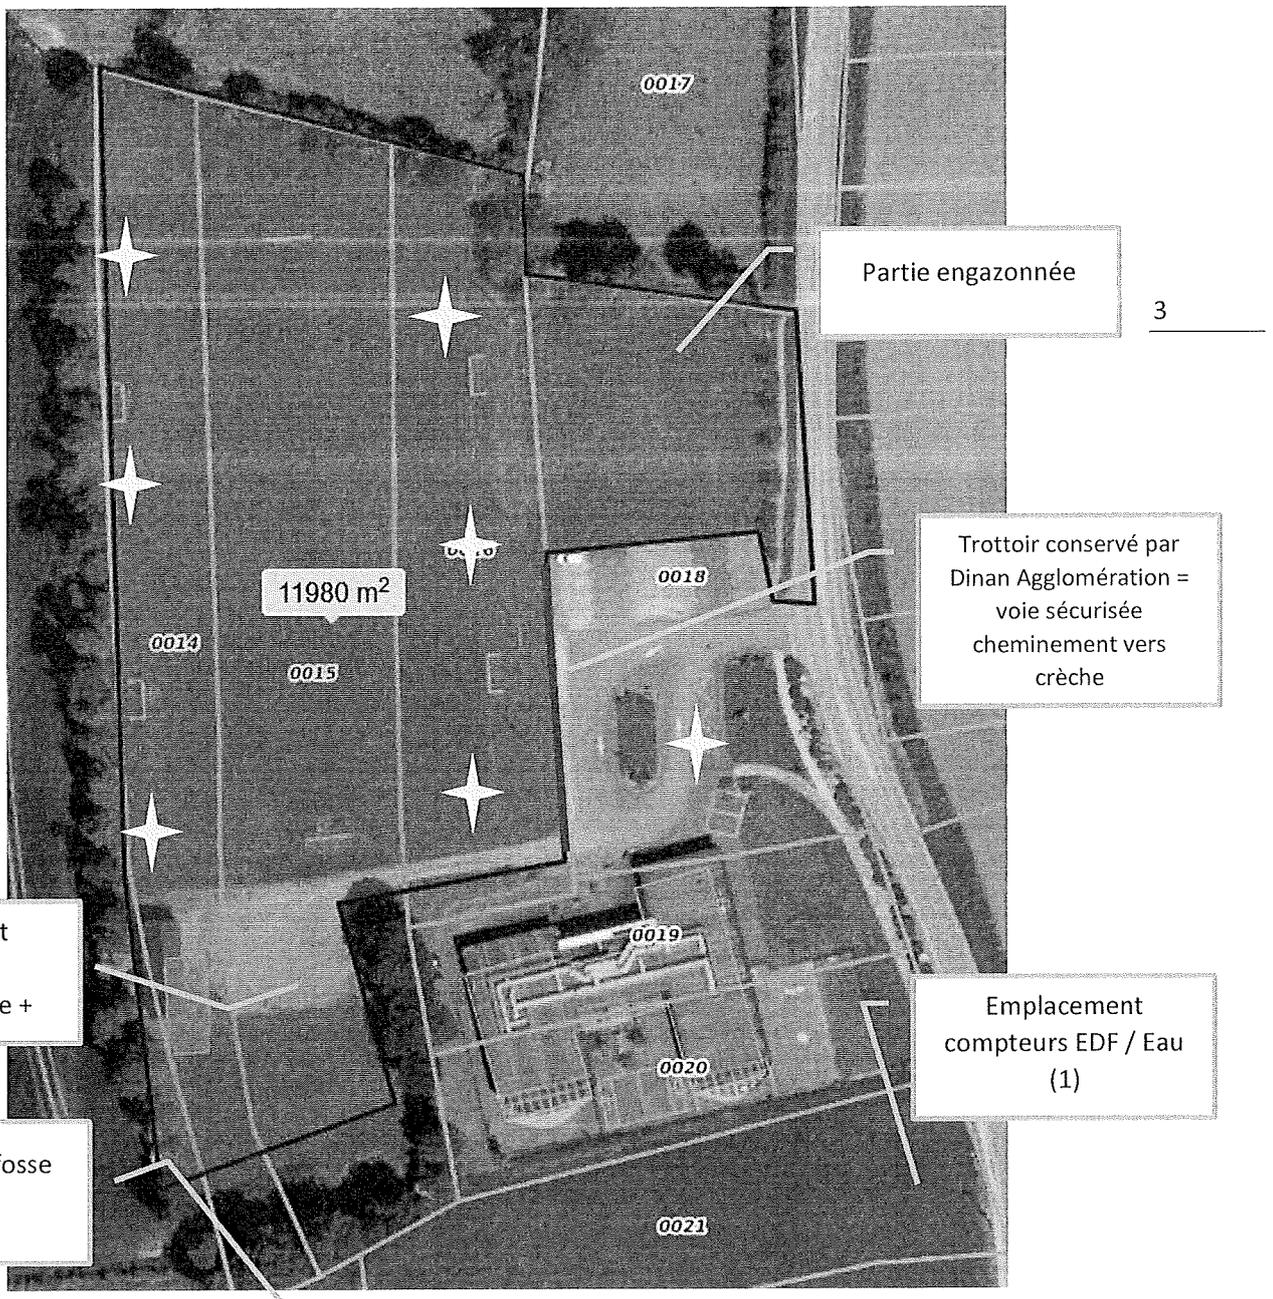 0017
Partie engazonnée
3
Trottoir conservé par
Dinan Agglomération =
voie sécurisée
cheminement vers
crèche
0018
11980 m²
0014
0015
t
e +
0019
Emplacement
compteurs EDF / Eau
(1)
0020
fosse
0021